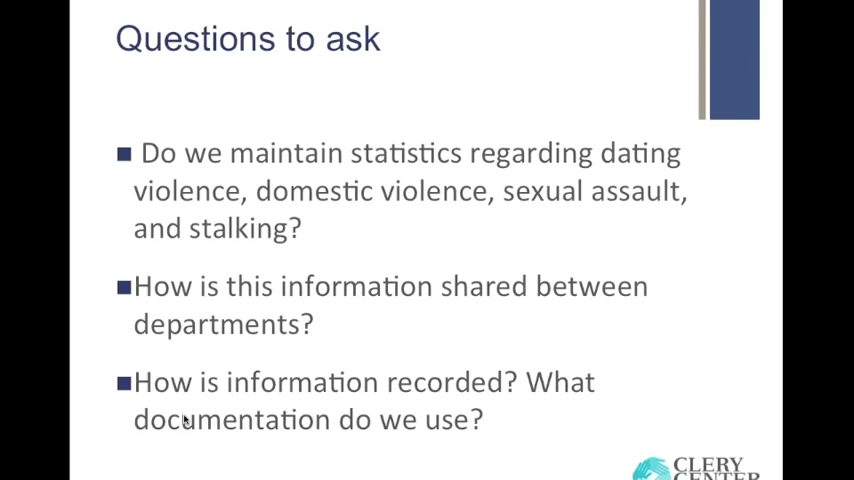 Questions to ask
■ Do we maintain statistics regarding dating
violence, domestic violence, sexual assault,
and stalking?
■How is this information shared between
departments?
■How is information recorded? What
documentation do we use?
CLERY
CENTER